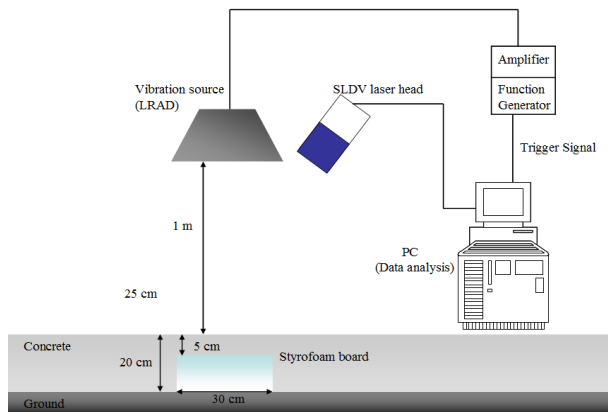 Amplifier
Vibration source
(LRAD)
SLDV laser head
Function
Generator
Trigger Signal
1 m
PC
(Data analysis)
25 cm
Concrete
5 cm
20 cm
Styrofoam board
30 cm
Ground